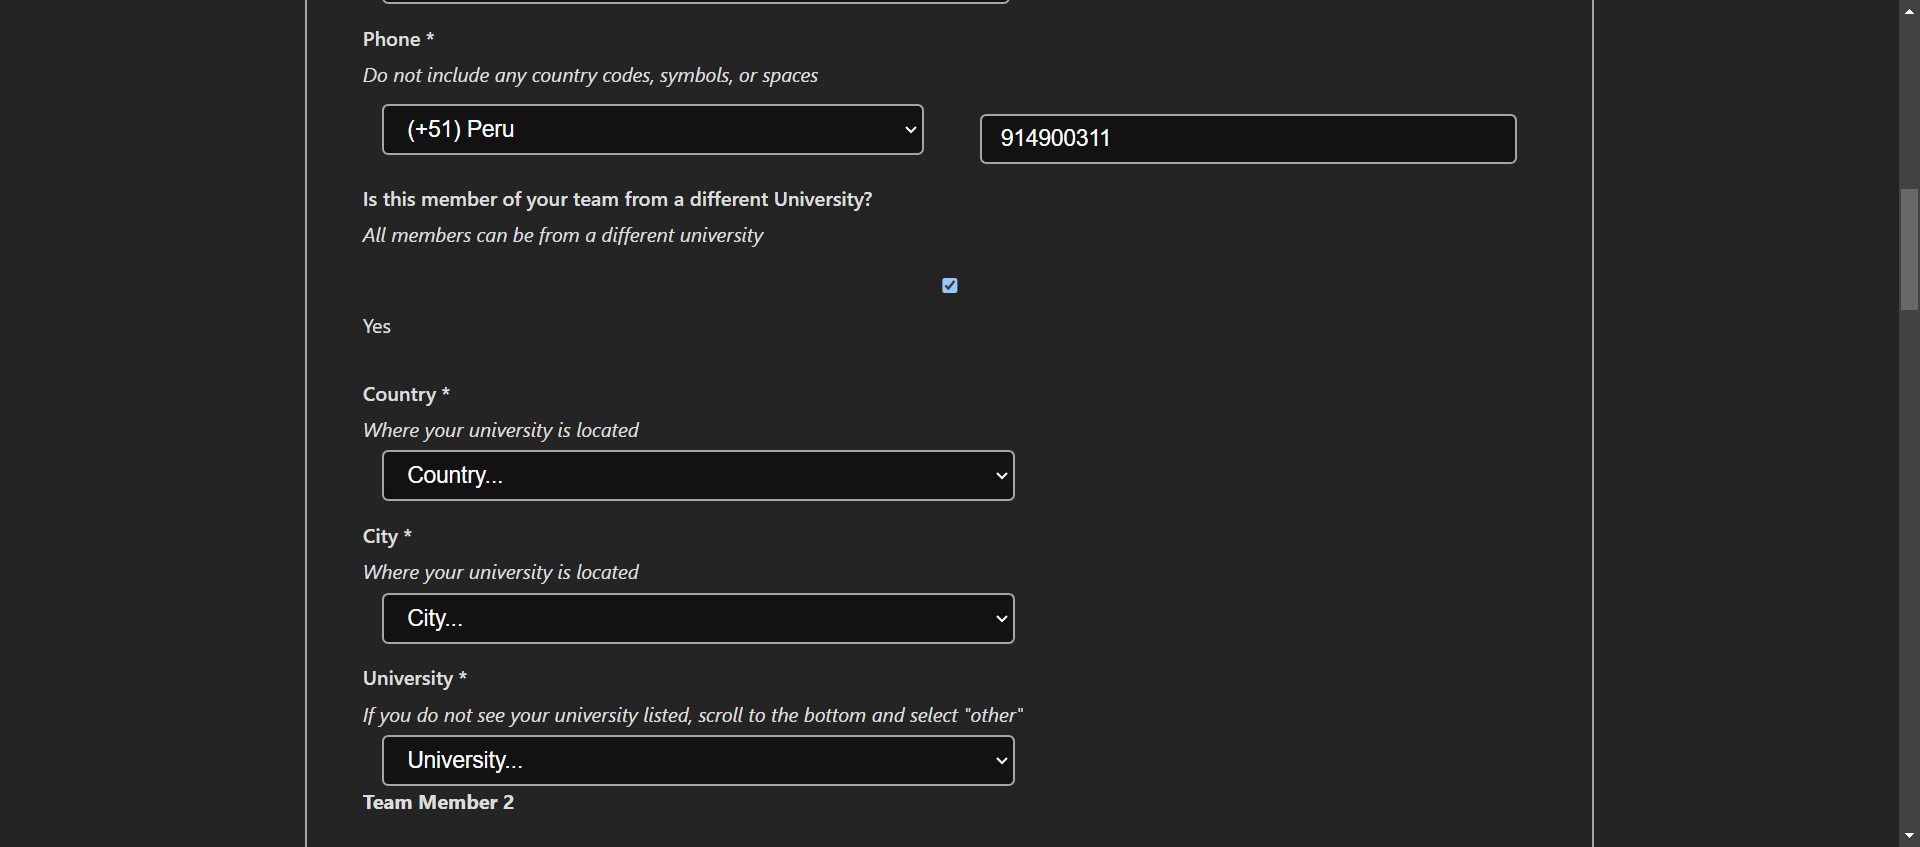 Phone *
Do not include any country codes, symbols, or spaces
(+51) Peru
914900311
Is this member of your team from a different University?
All members can be from a different university
Yes
Country *
Where your university is located
Country...
City *
Where your university is located
City...
University *
If you do not see your university listed, scroll to the bottom and select "other"
University...
Team Member 2